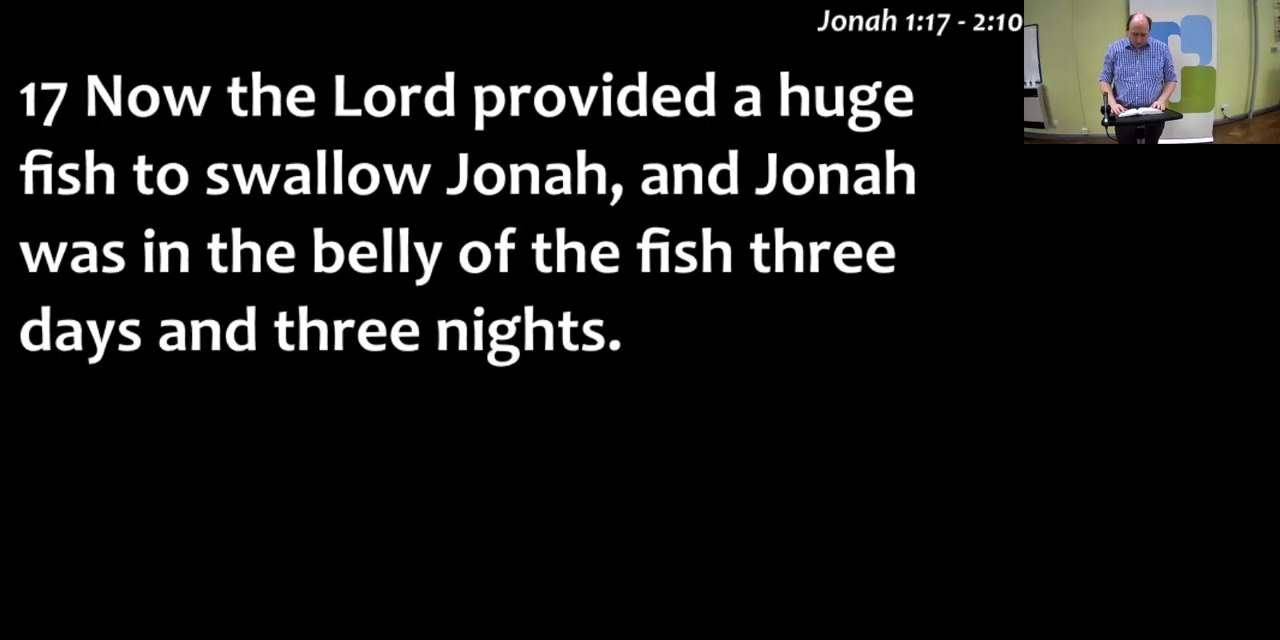 Jonah 1:17 - 2:10
17 Now the Lord provided a huge
fish to swallow Jonah, and Jonah
was in the belly of the fish three
days and three nights.